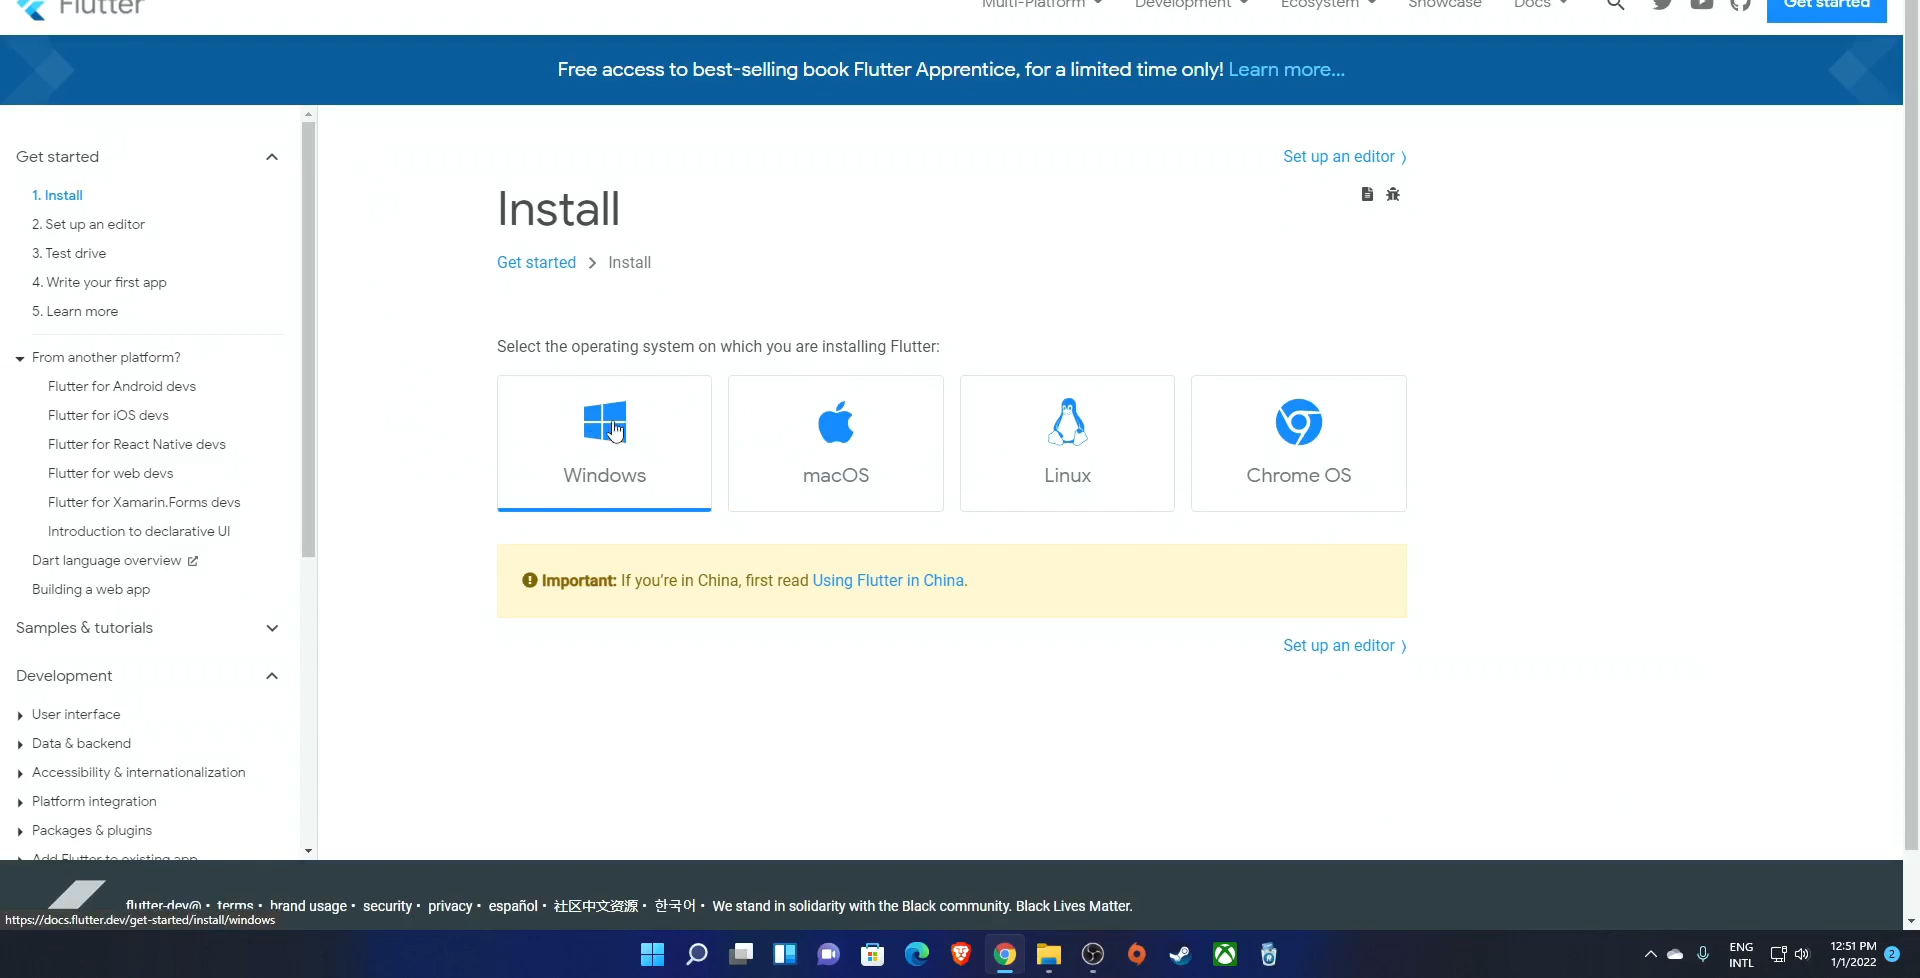 Flutter
Multi-Platform
Development
Ecosystem
Showcase
Docs
Get started
Free access to best-selling book Flutter Apprentice, for a limited time only! Learn more...
Get started
1. Install
2. Set up an editor
3. Test drive
4. Write your first app
5. Learn more
From another platform?
Flutter for Android devs
Flutter for iOS devs
Flutter for React Native devs
Flutter for web devs
Flutter for Xamarin.Forms devs
Introduction to declarative UI
Dart language overview
Building a web app
Samples & tutorials
Development
User interface
Data & backend
Accessibility & internationalization
Platform integration
Packages & plugins
Add Flutter to existing app
Set up an editor
Install
Get started > Install
Select the operating system on which you are installing Flutter:
Windows
macOS
Linux
Chrome OS
Important: If you’re in China, first read Using Flutter in China.
Set up an editor
flutter-dev@ • terms • brand usage • security • privacy • español • 社区中文资源 • 한국어 • We stand in solidarity with the Black community. Black Lives Matter.
https://docs.flutter.dev/get-started/install/windows
ENG
INTL
12:51 PM
1/1/2022
2